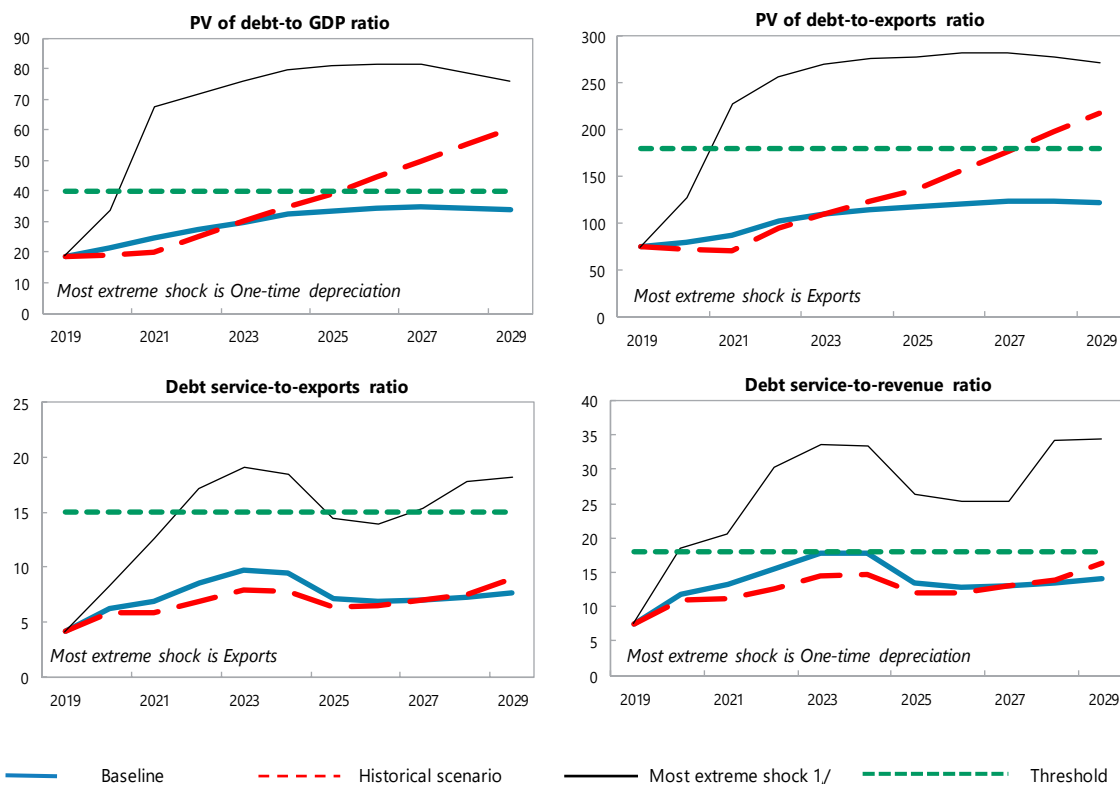 PV of debt-to GDP ratio
90
80
70
60
50
40
30
20
10
0
Most extreme shock is One-time depreciation
2019 2021 2023 2025 2027 2029
PV of debt-to-exports ratio
300
250
200
150
100
50
0
Most extreme shock is Exports
2019 2021 2023 2025 2027 2029
Debt service-to-exports ratio
25
20
15
10
5
0
Most extreme shock is Exports
2019 2021 2023 2025 2027 2029
Debt service-to-revenue ratio
40
35
30
25
20
15
10
5
0
Most extreme shock is One-time depreciation
2019 2021 2023 2025 2027 2029
Baseline Historical scenario Most extreme shock 1/ Threshold